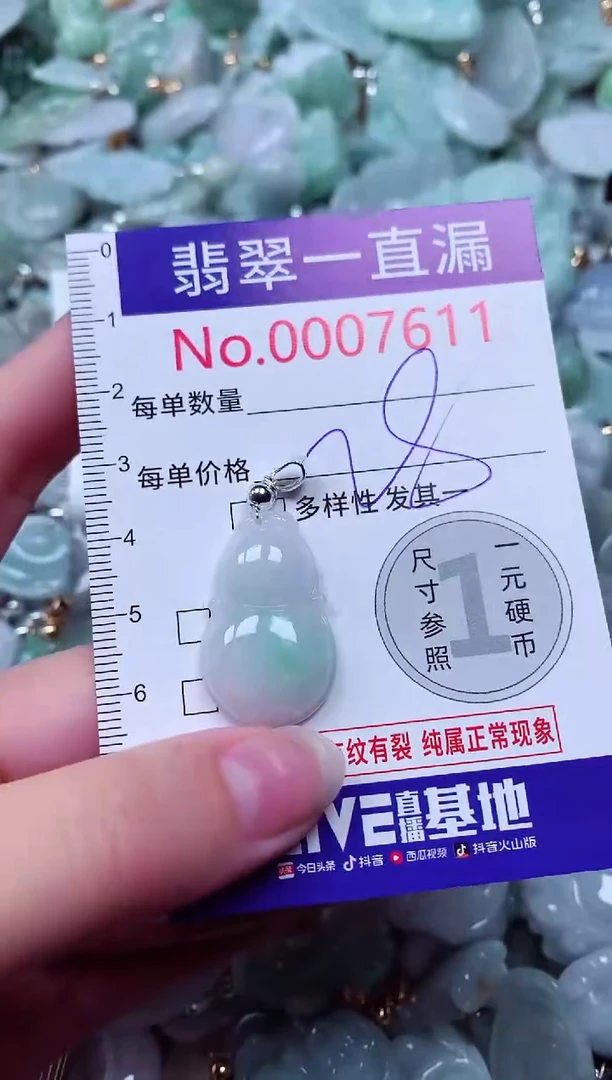 翡翠一直漏
No.0007611
每单数量
每单价格
多样性发其一
0
1
2
3
4
5
6
尺寸参照
1
一元硬币
纹有裂 纯属正常现象
直播基地
今日头条 抖音 西瓜视频 抖音火山版